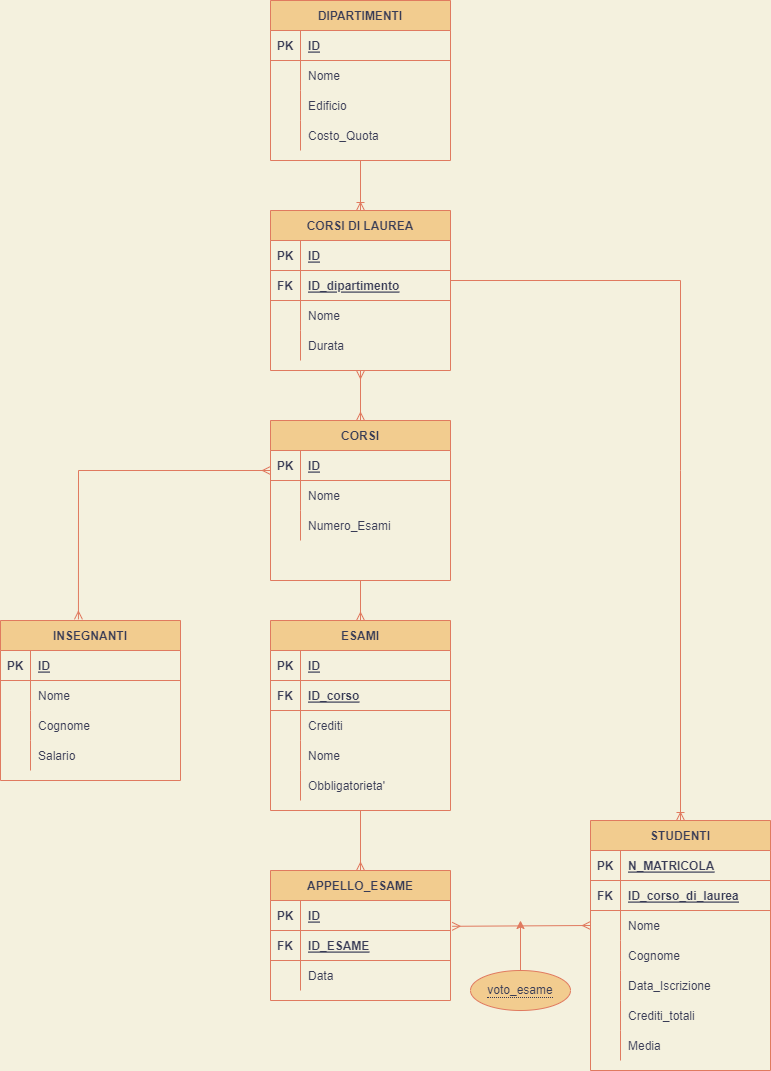 DIPARTIMENTI
PK ID
Nome
Edificio
Costo_Quota
CORSI DI LAUREA
PK ID
FK ID_dipartimento
Nome
Durata
CORSI
PK ID
Nome
Numero_Esami
INSEGNANTI
PK ID
Nome
Cognome
Salario
ESAMI
PK ID
FK ID_corso
Crediti
Nome
Obbligatorieta'
APPELLO_ESAME
PK ID
FK ID_ESAME
Data
voto_esame
STUDENTI
PK N_MATRICOLA
FK ID_corso_di_laurea
Nome
Cognome
Data_Iscrizione
Crediti_totali
Media